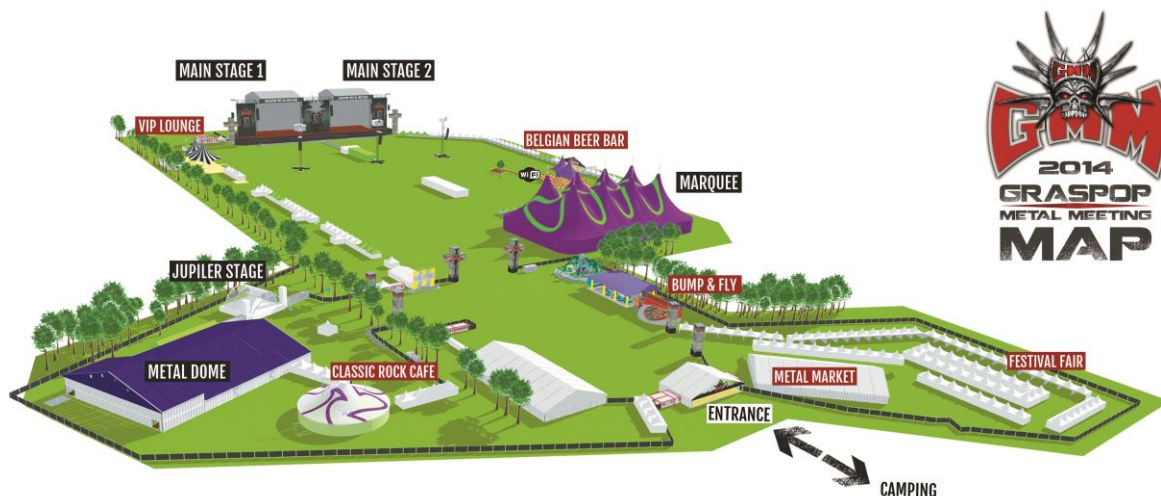 MAIN STAGE 1
MAIN STAGE 2
VIP LOUNGE
BELGIAN BEER BAR
WiFi
MARQUEE
JUPILER STAGE
BUMP & FLY
METAL DOME
CLASSIC ROCK CAFE
METAL MARKET
FESTIVAL FAIR
ENTRANCE
CAMPING
GMM
GMM
2014
GRASPOP
METAL MEETING
MAP